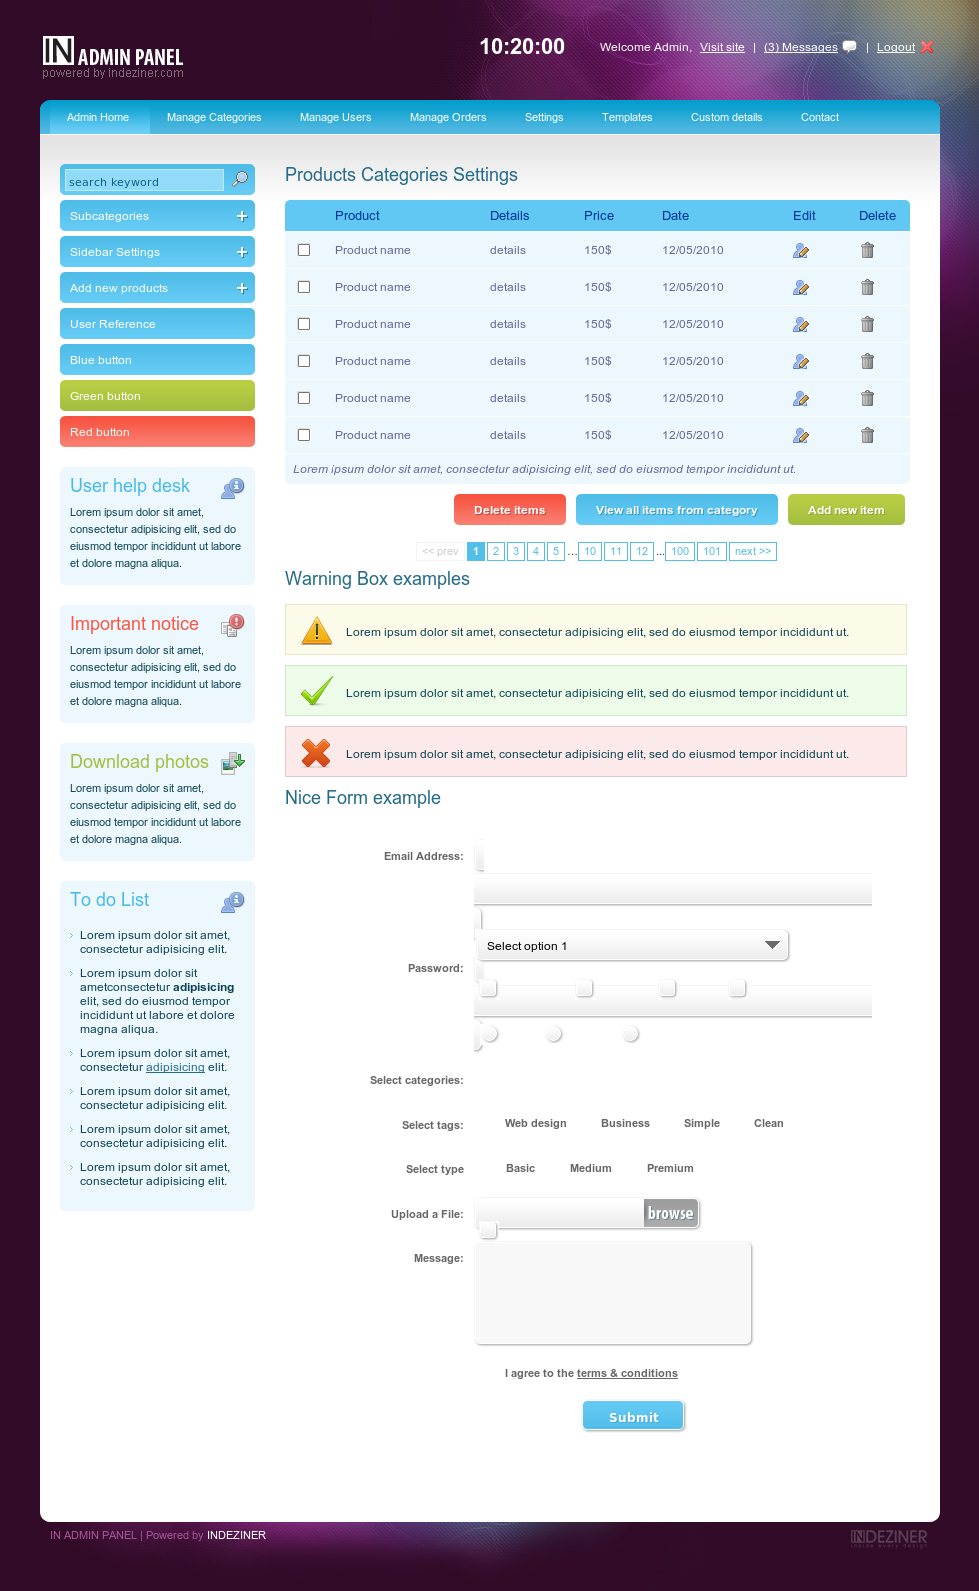 IN ADMIN PANEL
powered by indeziner.com
10:20:00
Welcome Admin, Visit site | (3) Messages | Logout
Admin Home Manage Categories Manage Users Manage Orders Settings Templates Custom details Contact
search keyword
Subcategories
Sidebar Settings
Add new products
User Reference
Blue button
Green button
Red button
User help desk
Lorem ipsum dolor sit amet,
consectetur adipisicing elit, sed do
eiusmod tempor incididunt ut labore
et dolore magna aliqua.
Important notice
Lorem ipsum dolor sit amet,
consectetur adipisicing elit, sed do
eiusmod tempor incididunt ut labore
et dolore magna aliqua.
Download photos
Lorem ipsum dolor sit amet,
consectetur adipisicing elit, sed do
eiusmod tempor incididunt ut labore
et dolore magna aliqua.
To do List
Lorem ipsum dolor sit amet,
consectetur adipisicing elit.
Lorem ipsum dolor sit
ametconsectetur adipisicing
elit, sed do eiusmod tempor
incididunt ut labore et dolore
magna aliqua.
Lorem ipsum dolor sit amet,
consectetur adipisicing elit.
Lorem ipsum dolor sit amet,
consectetur adipisicing elit.
Lorem ipsum dolor sit amet,
consectetur adipisicing elit.
Lorem ipsum dolor sit amet,
consectetur adipisicing elit.
Products Categories Settings
Product Details Price Date Edit Delete
Product name details 150$ 12/05/2010
Product name details 150$ 12/05/2010
Product name details 150$ 12/05/2010
Product name details 150$ 12/05/2010
Product name details 150$ 12/05/2010
Product name details 150$ 12/05/2010
Lorem ipsum dolor sit amet, consectetur adipisicing elit, sed do eiusmod tempor incididunt ut.
Delete items View all items from category Add new item
<< prev 1 2 3 4 5 ... 10 11 12 ... 100 101 next >>
Warning Box examples
Lorem ipsum dolor sit amet, consectetur adipisicing elit, sed do eiusmod tempor incididunt ut.
Lorem ipsum dolor sit amet, consectetur adipisicing elit, sed do eiusmod tempor incididunt ut.
Lorem ipsum dolor sit amet, consectetur adipisicing elit, sed do eiusmod tempor incididunt ut.
Nice Form example
Email Address:
Select option 1
Password:
Select categories:
Select tags: Web design Business Simple Clean
Select type Basic Medium Premium
Upload a File: browse
Message:
I agree to the terms & conditions
Submit
IN ADMIN PANEL | Powered by INDEZINER
INDEZINER
inside every design